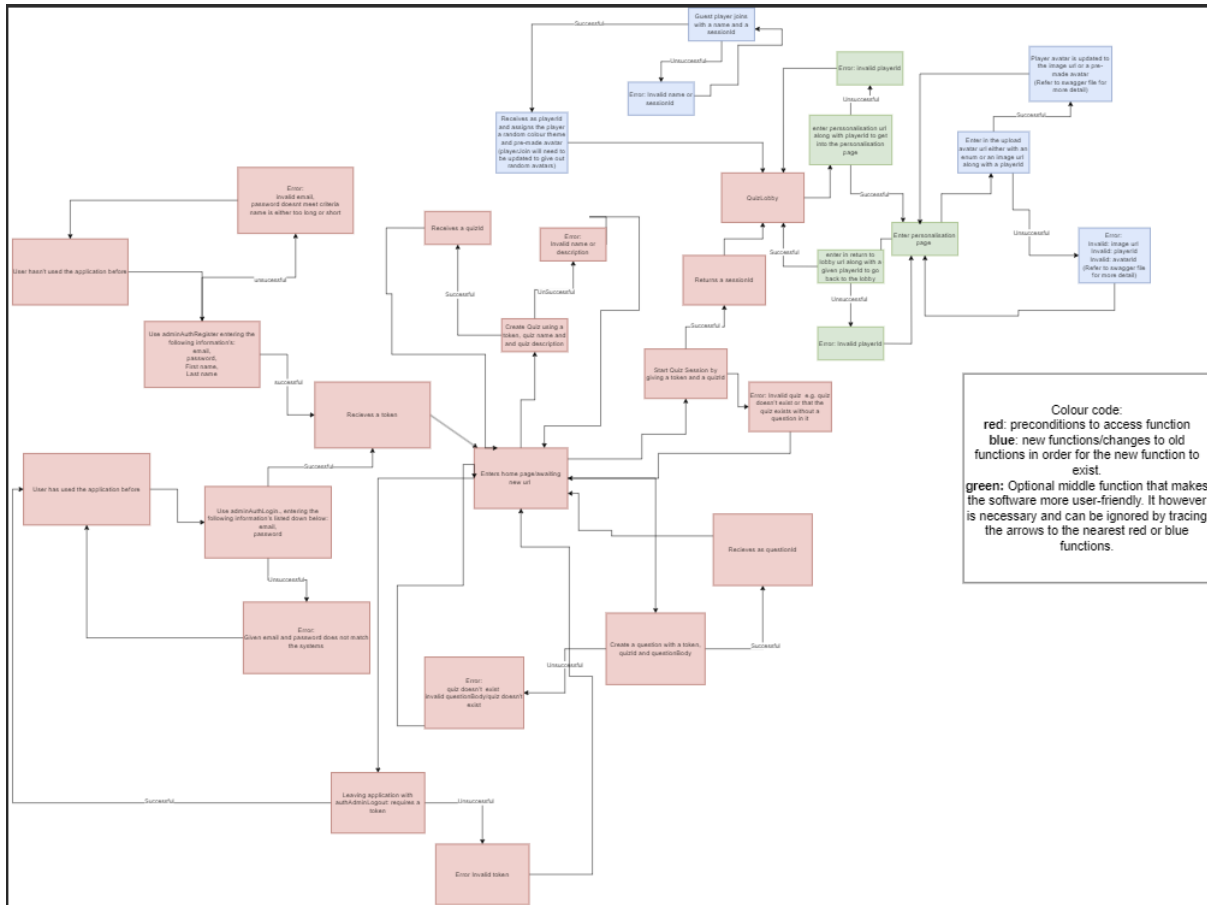 Guest player joins
with a name and a
sessionId
Successful
Unsuccessful
Error: Invalid name or
sessionId
Receives as playerId
and assigns the player
a random colour theme
and pre-made avatar
(playerJoin will need to
be updated to give out
random avatars)
Error: invalid playerId
Unsuccessful
enter personalisation url
along with playerId to get
into the personalisation
page
Successful
Player avatar is updated to
the image url or a pre-
made avatar
(Refer to swagger file for
more detail)
Successful
Enter in the upload
avatar url either with an
enum or an image url
along with a playerId
Unsuccessful
Error:
Invalid: image url
Invalid: playerId
Invalid: avatarId
(Refer to swagger file
for more detail)
QuizLobby
Enter personalisation
page
Successful
enter in return to
lobby url along with a
given playerId to go
back to the lobby
Unsuccessful
Error: Invalid playerId
Error:
invalid email,
password doesnt meet criteria
name is either too long or short
User hasn't used the application before
unsuccessful
Use adminAuthRegister entering the
following information's:
email,
password,
First name,
Last name
successful
Receives a quizId
Successful
Error:
Invalid name or
description
UnSuccessful
Create Quiz using a
token, quiz name and
and quiz description
Returns a sessionId
Successful
Start Quiz Session by
giving a token and a quizId
Error: Invalid quiz e.g. quiz
doesn't exist or that the
quiz exists without a
question in it
Recieves a token
Successful
User has used the application before
Use adminAuthLogin., entering the
following information's listed down below:
email,
password
Unsuccessful
Error:
Given email and password does not match
the systems
Enters home page/awaiting
new url
Recieves as questionId
Successful
Create a question with a token,
quizId and questionBody
Unsuccessful
Error:
quiz doesn't exist
invalid questionBody/quiz doesn't
exist
Leaving application with
authAdminLogout: requires a
token
Successful
Unsuccessful
Error Invalid token
Colour code:
red: preconditions to access function
blue: new functions/changes to old
functions in order for the new function to
exist.
green: Optional middle function that makes
the software more user-friendly. It however
is necessary and can be ignored by tracing
the arrows to the nearest red or blue
functions.